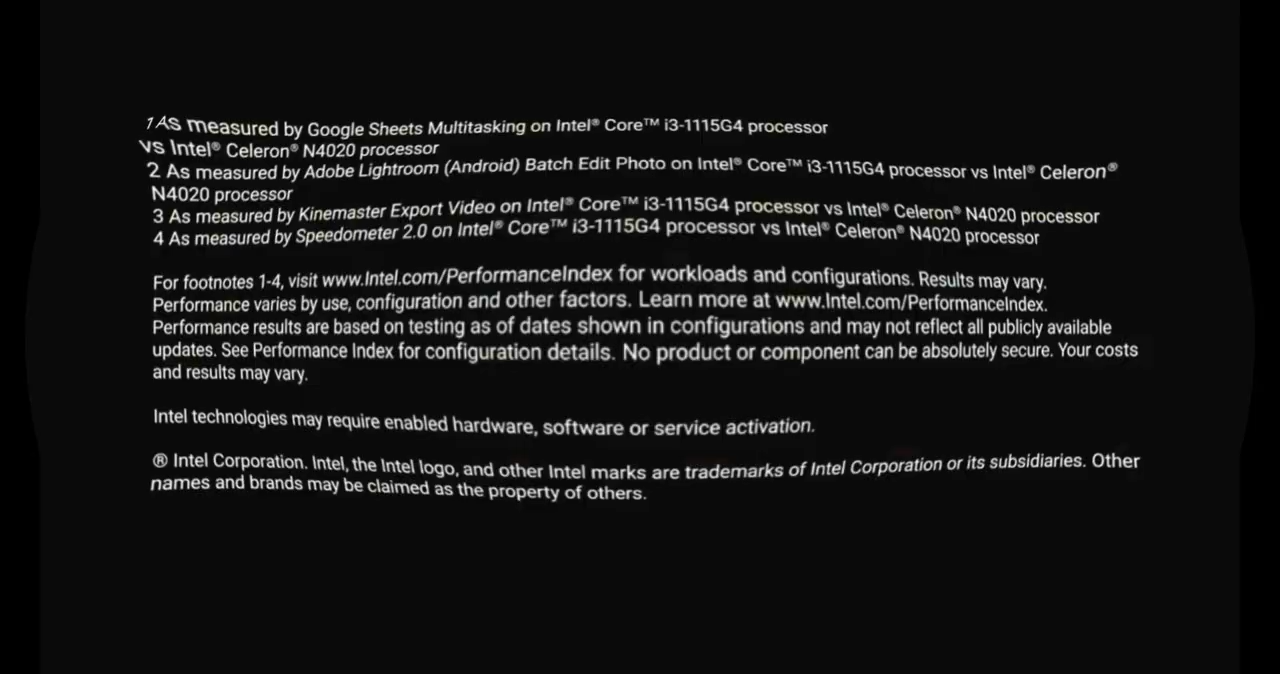 1 As measured by Google Sheets Multitasking on Intel® Core™ i3-1115G4 processor
vs Intel® Celeron® N4020 processor
2 As measured by Adobe Lightroom (Android) Batch Edit Photo on Intel® Core™ i3-1115G4 processor vs Intel® Celeron®
N4020 processor
3 As measured by Kinemaster Export Video on Intel® Core™ i3-1115G4 processor vs Intel® Celeron® N4020 processor
4 As measured by Speedometer 2.0 on Intel® Core™ i3-1115G4 processor vs Intel® Celeron® N4020 processor
For footnotes 1-4, visit www.Intel.com/PerformanceIndex for workloads and configurations. Results may vary.
Performance varies by use, configuration and other factors. Learn more at www.Intel.com/PerformanceIndex.
Performance results are based on testing as of dates shown in configurations and may not reflect all publicly available
updates. See Performance Index for configuration details. No product or component can be absolutely secure. Your costs
and results may vary.
Intel technologies may require enabled hardware, software or service activation.
® Intel Corporation. Intel, the Intel logo, and other Intel marks are trademarks of Intel Corporation or its subsidiaries. Other
names and brands may be claimed as the property of others.